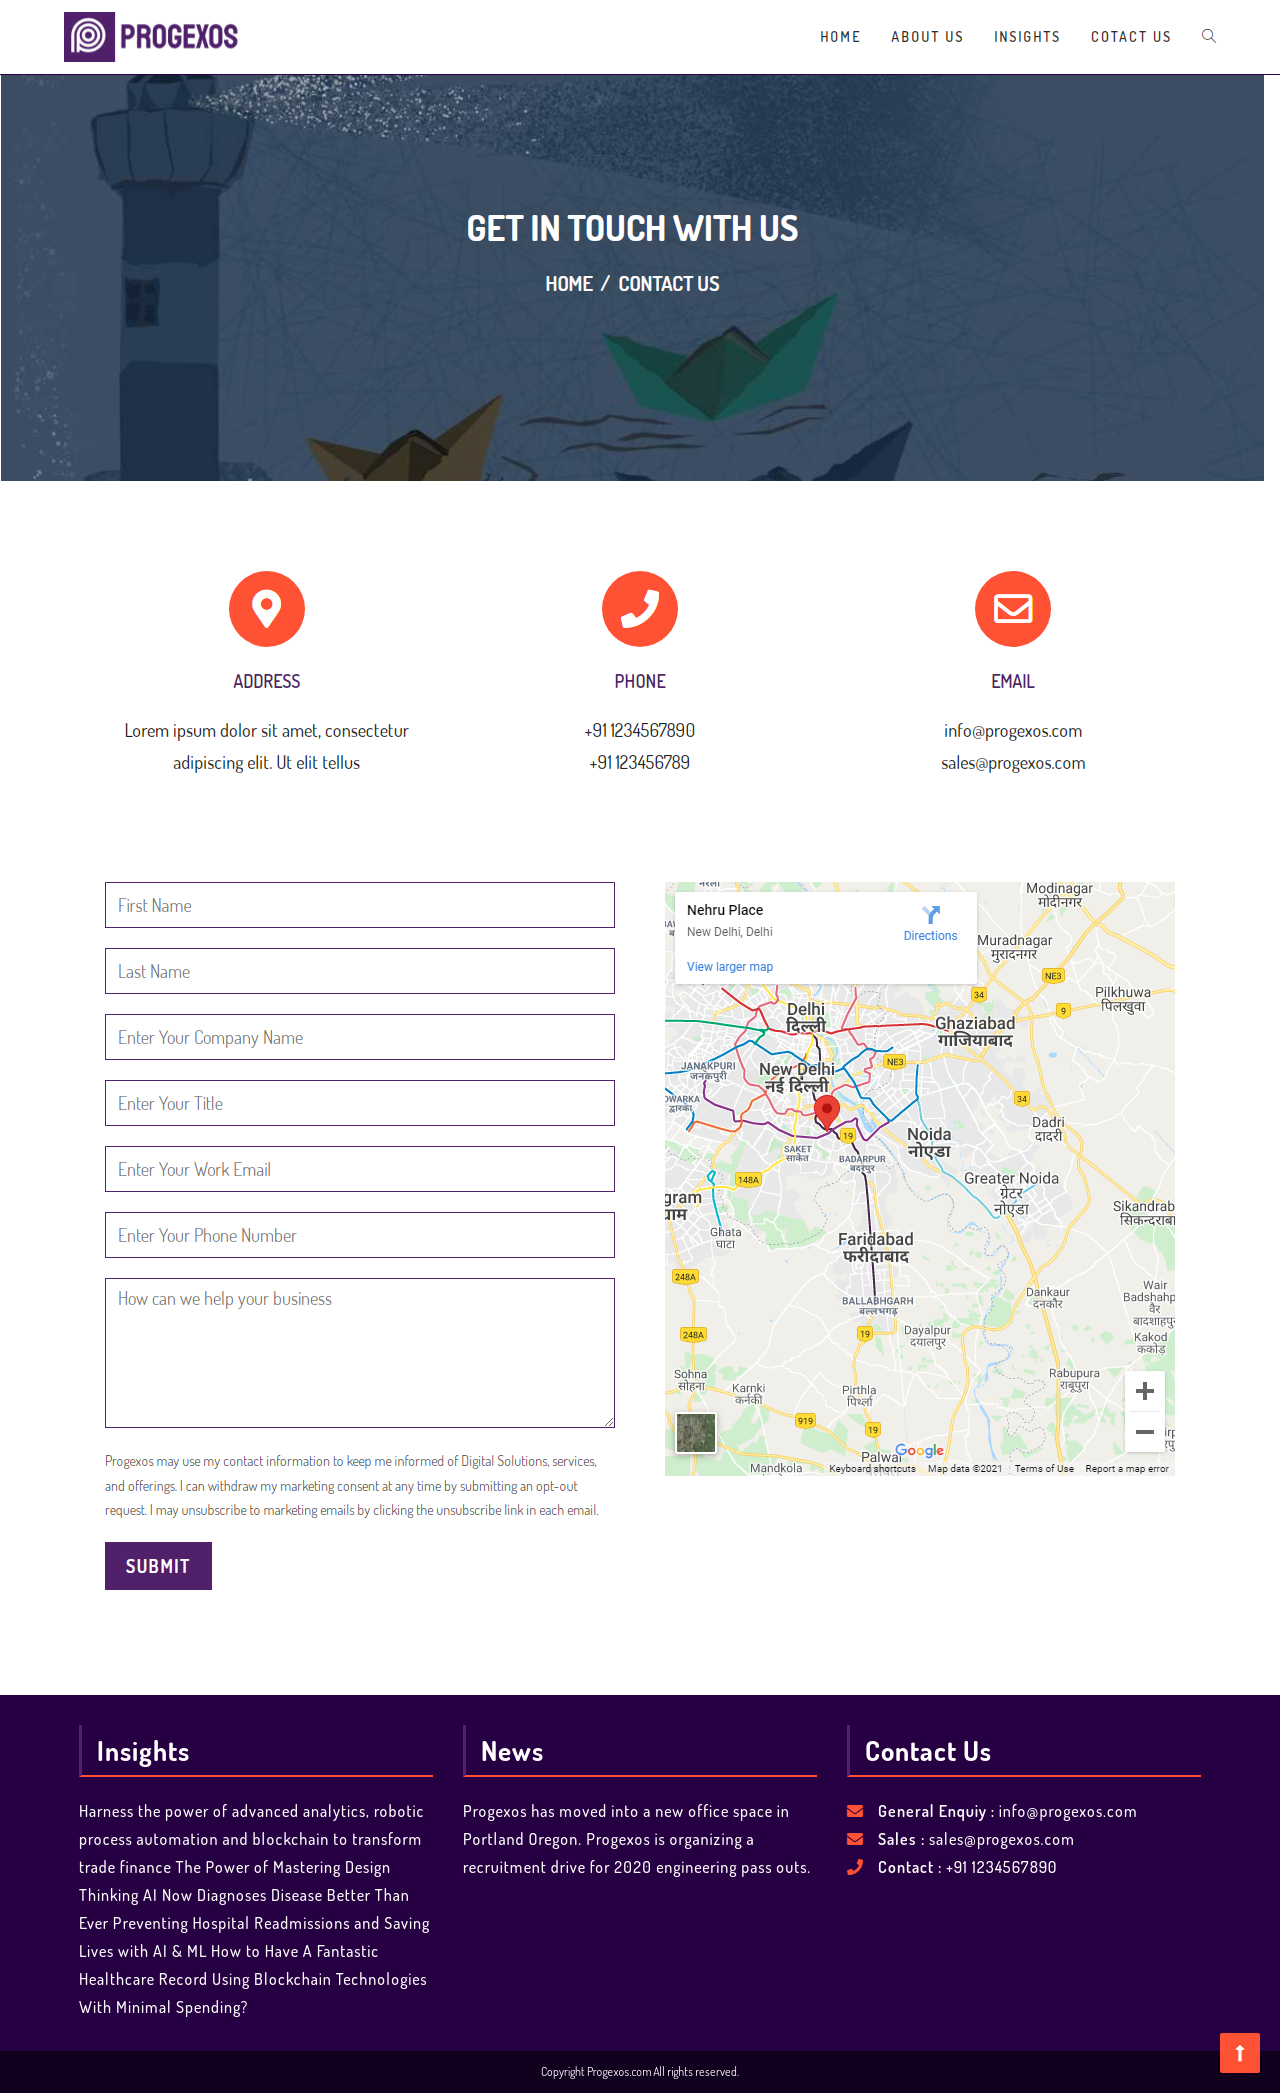 PROGEXOS
HOME ABOUT US INSIGHTS COTACT US
GET IN TOUCH WITH US
HOME / CONTACT US
ADDRESS
Lorem ipsum dolor sit amet, consectetur
adipiscing elit. Ut elit tellus
PHONE
+91 1234567890
+91 123456789
EMAIL
info@progexos.com
sales@progexos.com
First Name
Last Name
Enter Your Company Name
Enter Your Title
Enter Your Work Email
Enter Your Phone Number
How can we help your business
Progexos may use my contact information to keep me informed of Digital Solutions, services,
and offerings. I can withdraw my marketing consent at any time by submitting an opt-out
request. I may unsubscribe to marketing emails by clicking the unsubscribe link in each email.
SUBMIT
Nehru Place
New Delhi, Delhi
Directions
View larger map
Modinagar
मोदीनगर
Muradnagar
मुरादनगर
NE3
34
Pilkhuwa
पिलखुवा
9
Delhi
दिल्ली
Ghaziabad
गाजियाबाद
JANAKPURI
जनकपुरी
NE3
New Delhi
नई दिल्ली
34
19
Dadri
दादरी
Noida
नोएडा
SAKET
साकेत
BADARPUR
बदरपुर
148A
Greater Noida
ग्रेटर
नोएडा
Ghata
घाटा
Faridabad
फरीदाबाद
248A
BALLABHGARH
बल्लभगढ़
Dankaur
दनकौर
Wair
वैर
248A
19
Dayalpur
दयालपुर
Kakod
ककोड़
Sohna
सोहना
Karnki
कर्नकी
Pirthla
पिर्थ्ला
Rabupura
राबूपुरा
919
19
Google
Palwal
Mandkola
Keyboard shortcuts Map data ©2021 Terms of Use Report a map error
Insights
Harness the power of advanced analytics, robotic
process automation and blockchain to transform
trade finance The Power of Mastering Design
Thinking AI Now Diagnoses Disease Better Than
Ever Preventing Hospital Readmissions and Saving
Lives with AI & ML How to Have A Fantastic
Healthcare Record Using Blockchain Technologies
With Minimal Spending?
News
Progexos has moved into a new office space in
Portland Oregon. Progexos is organizing a
recruitment drive for 2020 engineering pass outs.
Contact Us
General Enquiy : info@progexos.com
Sales : sales@progexos.com
Contact : +91 1234567890
Copyright Progexos.com All rights reserved.